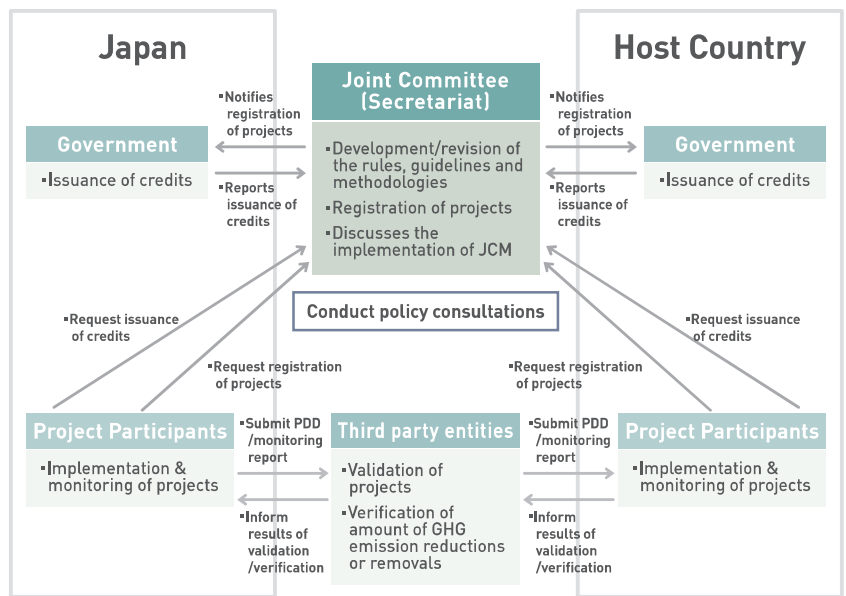 Japan
Host Country
Joint Committee
(Secretariat)
▪Development/revision of
the rules, guidelines and
methodologies
▪Registration of projects
▪Discusses the
implementation of JCM
▪Notifies
registration
of projects
▪Reports
issuance of
credits
Government
▪Issuance of credits
▪Notifies
registration
of projects
▪Reports
issuance of
credits
Government
▪Issuance of credits
Conduct policy consultations
▪Request issuance
of credits
▪Request registration
of projects
▪Request registration
of projects
▪Request issuance
of credits
Project Participants
▪Implementation &
monitoring of projects
▪Submit PDD
/monitoring
report
▪Inform
results of
validation
/verification
Third party entities
▪Validation of
projects
▪Verification of
amount of GHG
emission reductions
or removals
▪Submit PDD
/monitoring
report
▪Inform
results of
validation
/verification
Project Participants
▪Implementation &
monitoring of projects